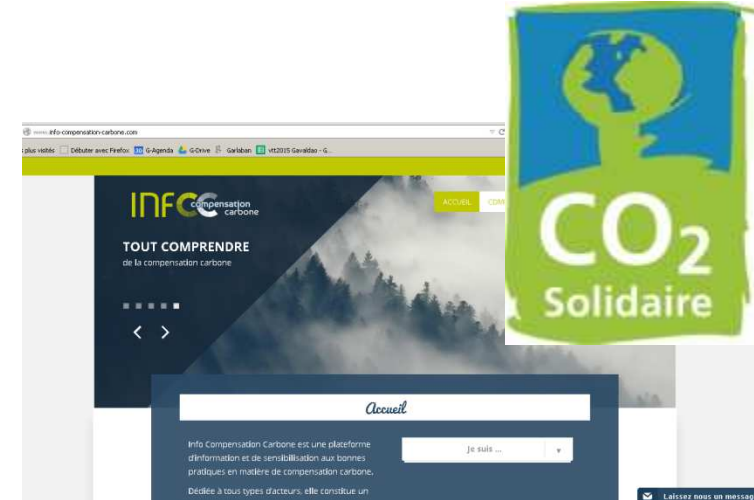 www.info-compensation-carbone.com
plus visités Débuter avec Firefox G-Agenda G-Drive Garlaban vtt2015 Gavaldao - G...
INFCC compensation
carbone
ACCUEIL
TOUT COMPRENDRE
de la compensation carbone
CO2
Solidaire
Accueil
Info Compensation Carbone est une plateforme
d'information et de sensibilisation aux bonnes
pratiques en matière de compensation carbone.
Je suis ...
Dédiée à tous types d'acteurs, elle constitue un
Laissez nous un messag